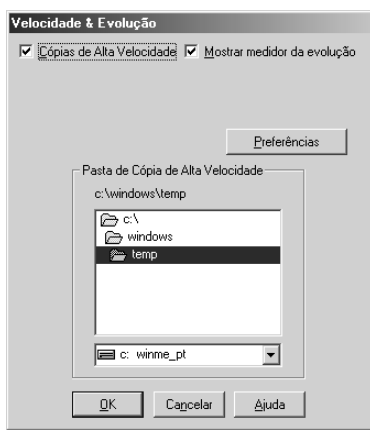 Velocidade & Evolução
Cópias de Alta Velocidade Mostrar medidor da evolução
Preferências
Pasta de Cópia de Alta Velocidade
c:\windows\temp
c:\
windows
temp
c: winme_pt
OK Cancelar Ajuda